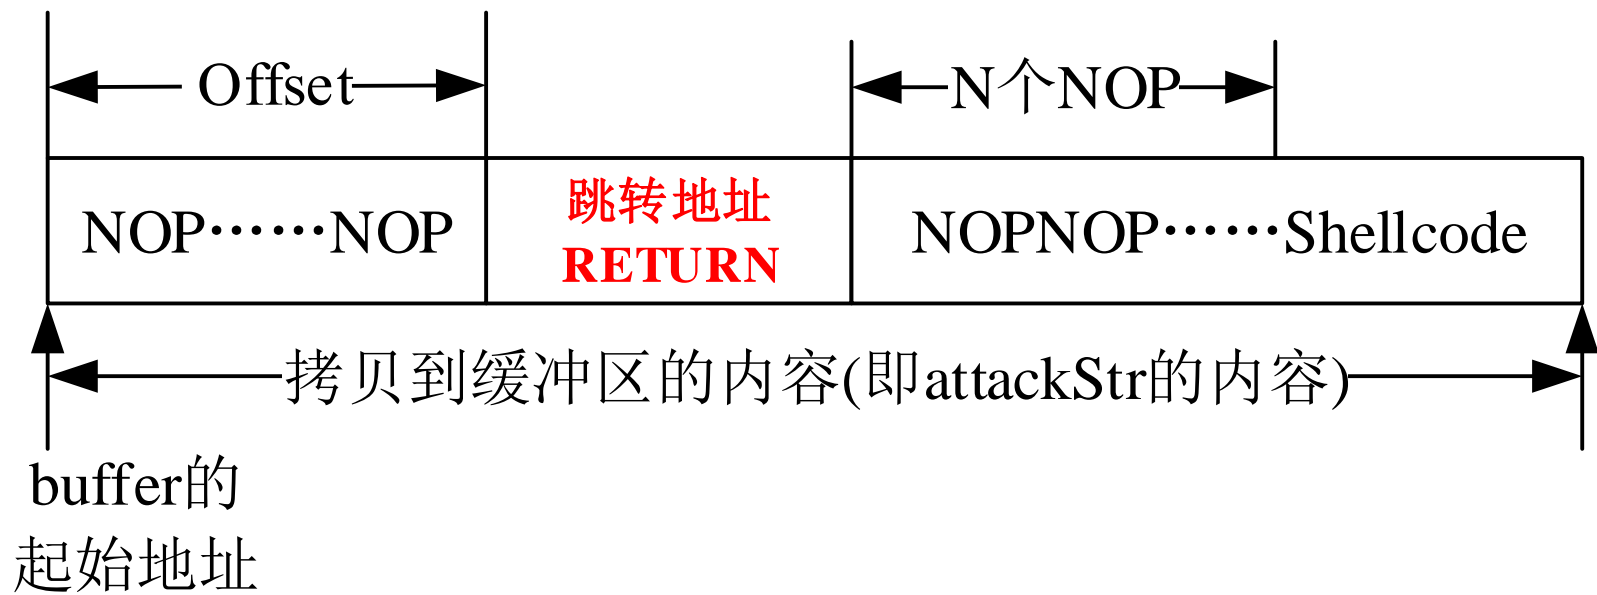 Offset
N个NOP
NOP……NOP
跳转地址
RETURN
NOPNOP……Shellcode
拷贝到缓冲区的内容(即attackStr的内容)
buffer的
起始地址